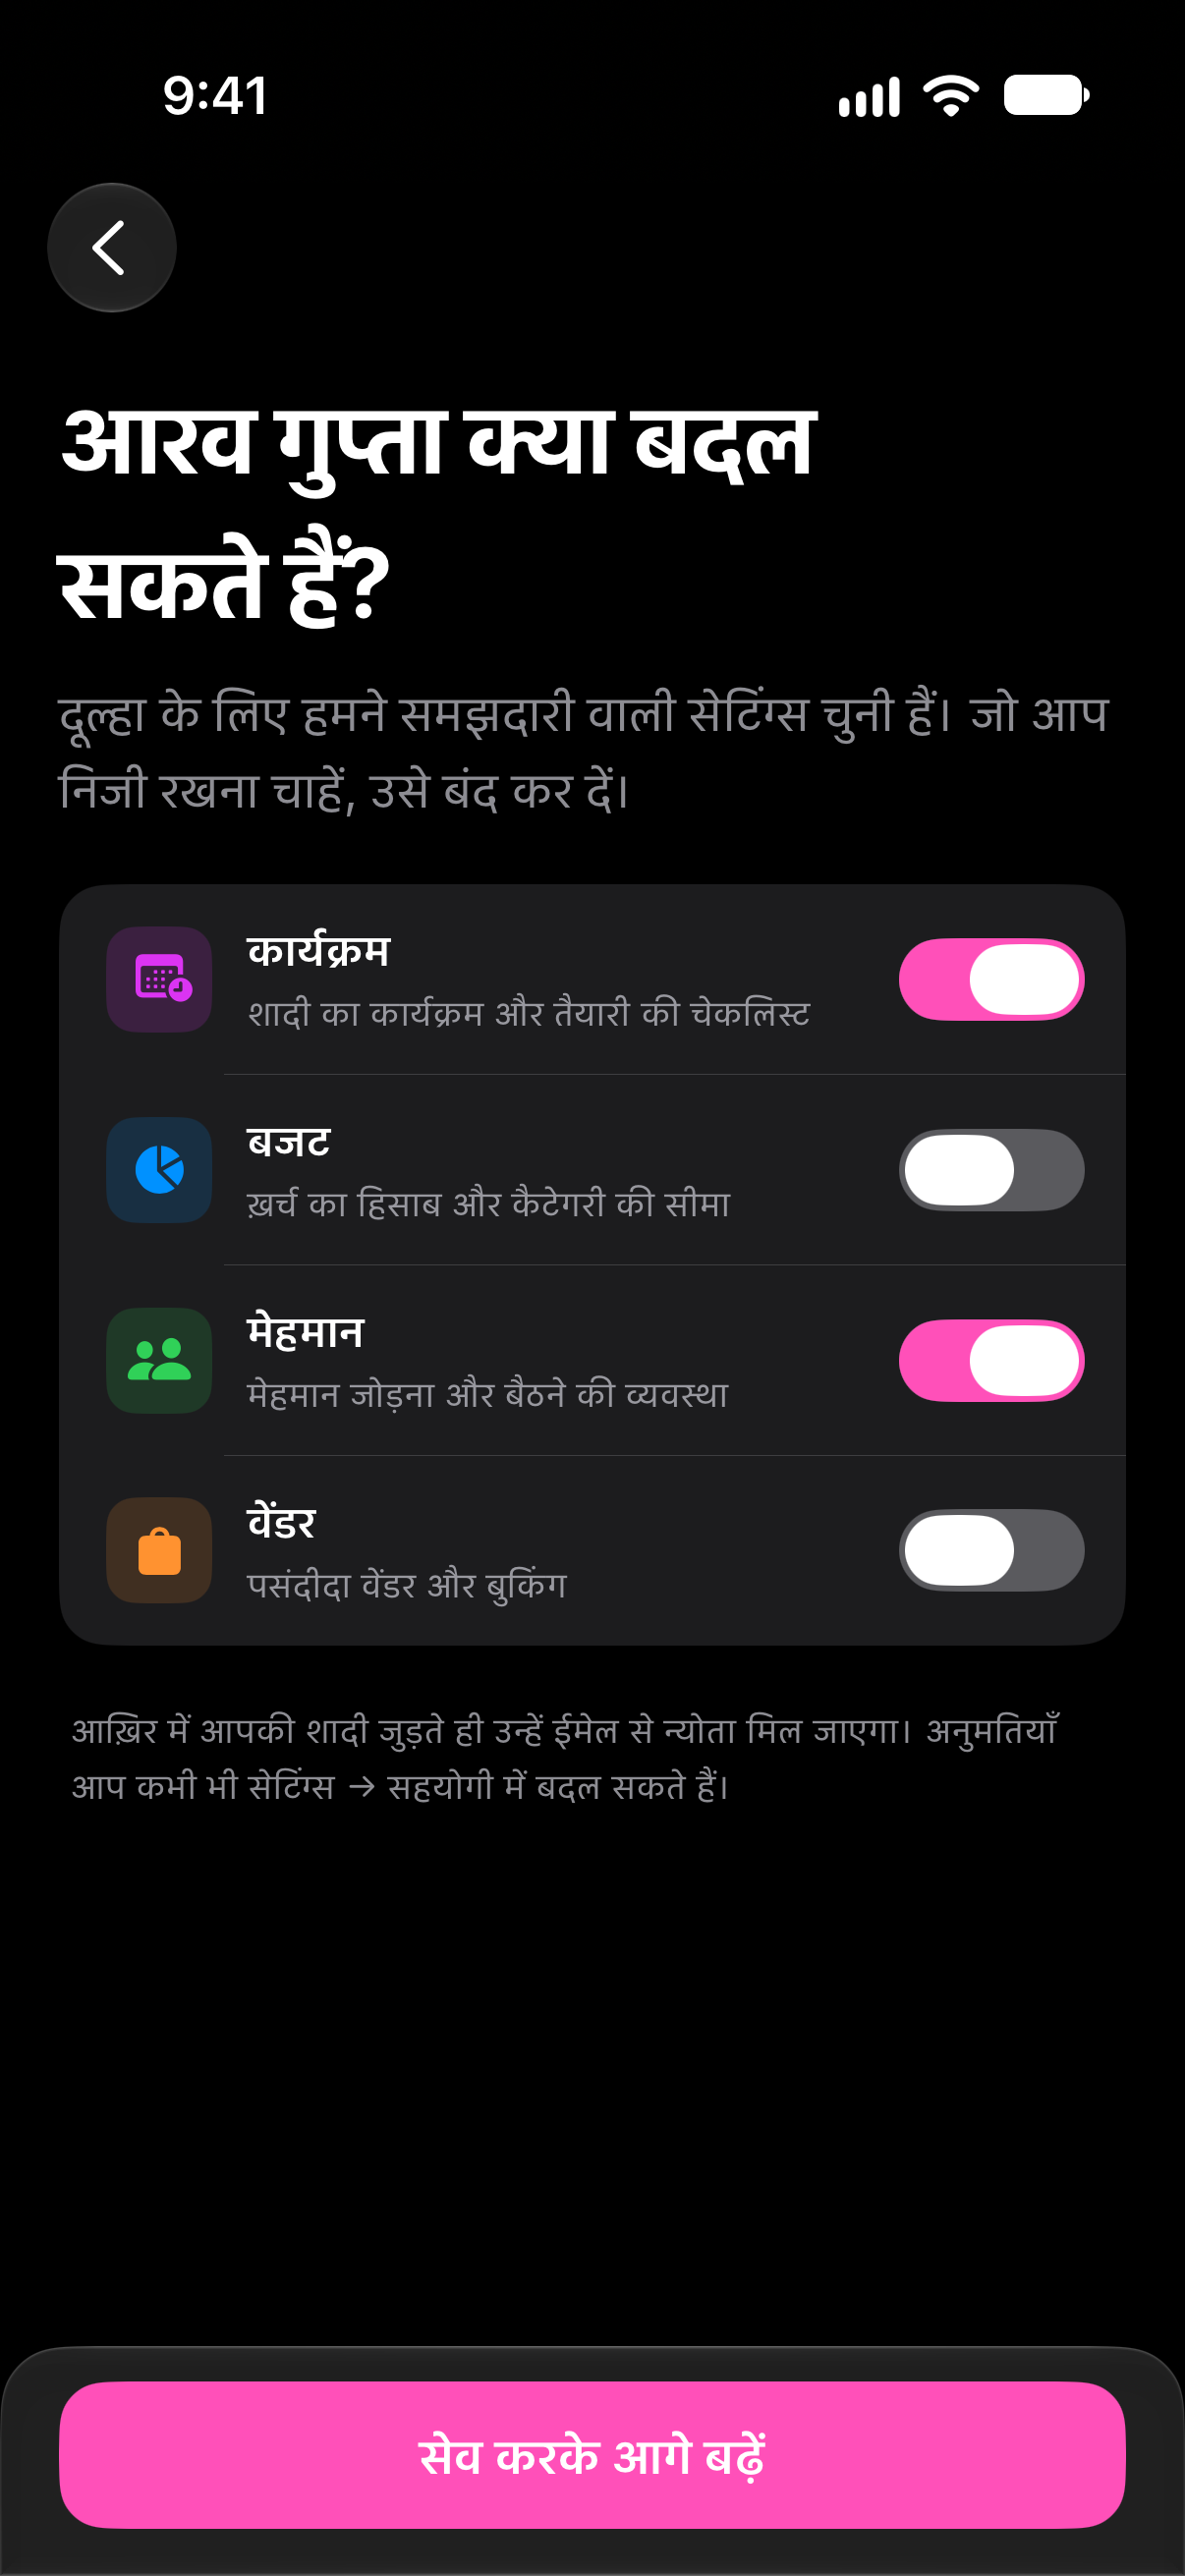 9:41
आरव गुप्ता क्या बदल
सकते हैं?
दूल्हा के लिए हमने समझदारी वाली सेटिंग्स चुनी हैं। जो आप
निजी रखना चाहें, उसे बंद कर दें।
कार्यक्रम
शादी का कार्यक्रम और तैयारी की चेकलिस्ट
बजट
ख़र्च का हिसाब और कैटेगरी की सीमा
मेहमान
मेहमान जोड़ना और बैठने की व्यवस्था
वेंडर
पसंदीदा वेंडर और बुकिंग
आख़िर में आपकी शादी जुड़ते ही उन्हें ईमेल से न्योता मिल जाएगा। अनुमतियाँ
आप कभी भी सेटिंग्स → सहयोगी में बदल सकते हैं।
सेव करके आगे बढ़ें